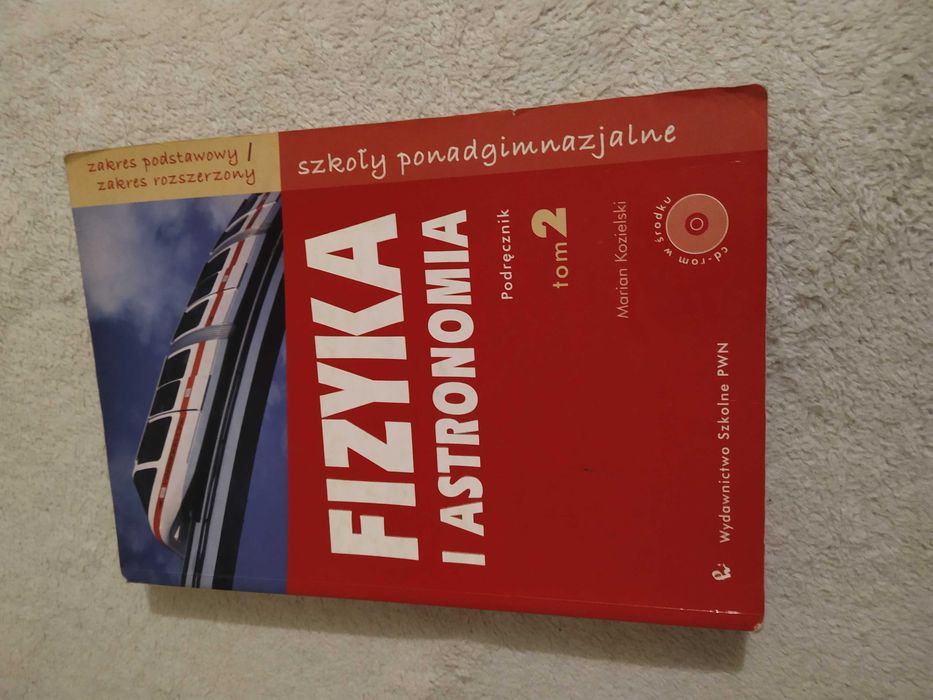 zakres podstawowy /
zakres rozszerzony
szkoły ponadgimnazjalne
FIZYKA
I ASTRONOMIA
Podręcznik
tom 2
Marian Kozielski
cd-rom w środku
Wydawnictwo Szkolne PWN